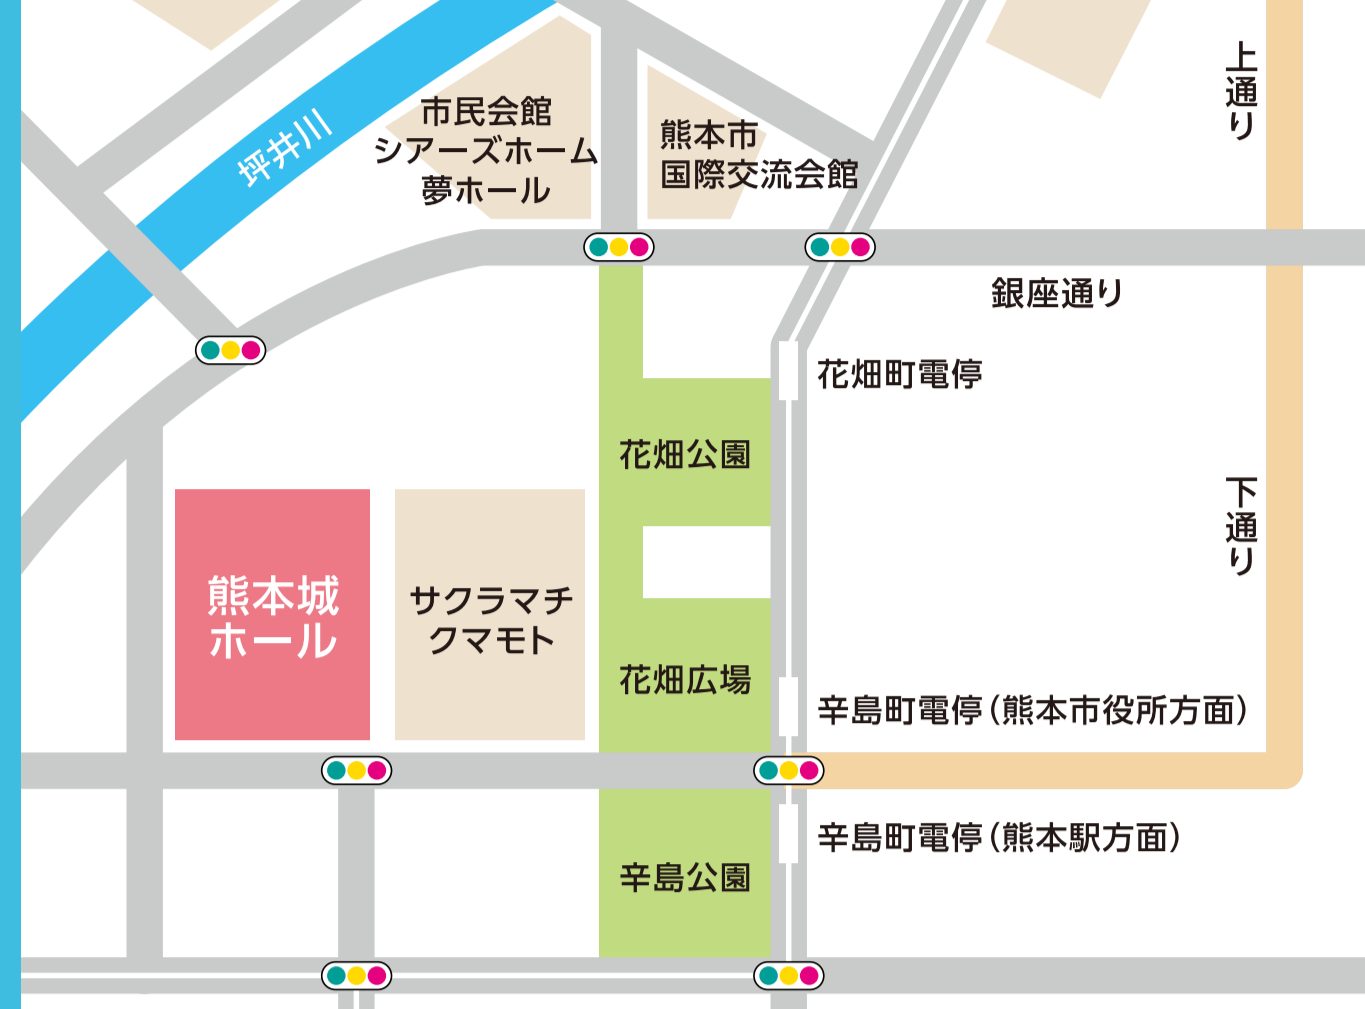 上通り
市民会館
シアーズホーム
夢ホール
熊本市
国際交流会館
坪井川
銀座通り
花畑町電停
花畑公園
下通り
熊本城
ホール
サクラマチ
クマモト
花畑広場
辛島町電停（熊本市役所方面）
辛島町電停（熊本駅方面）
辛島公園